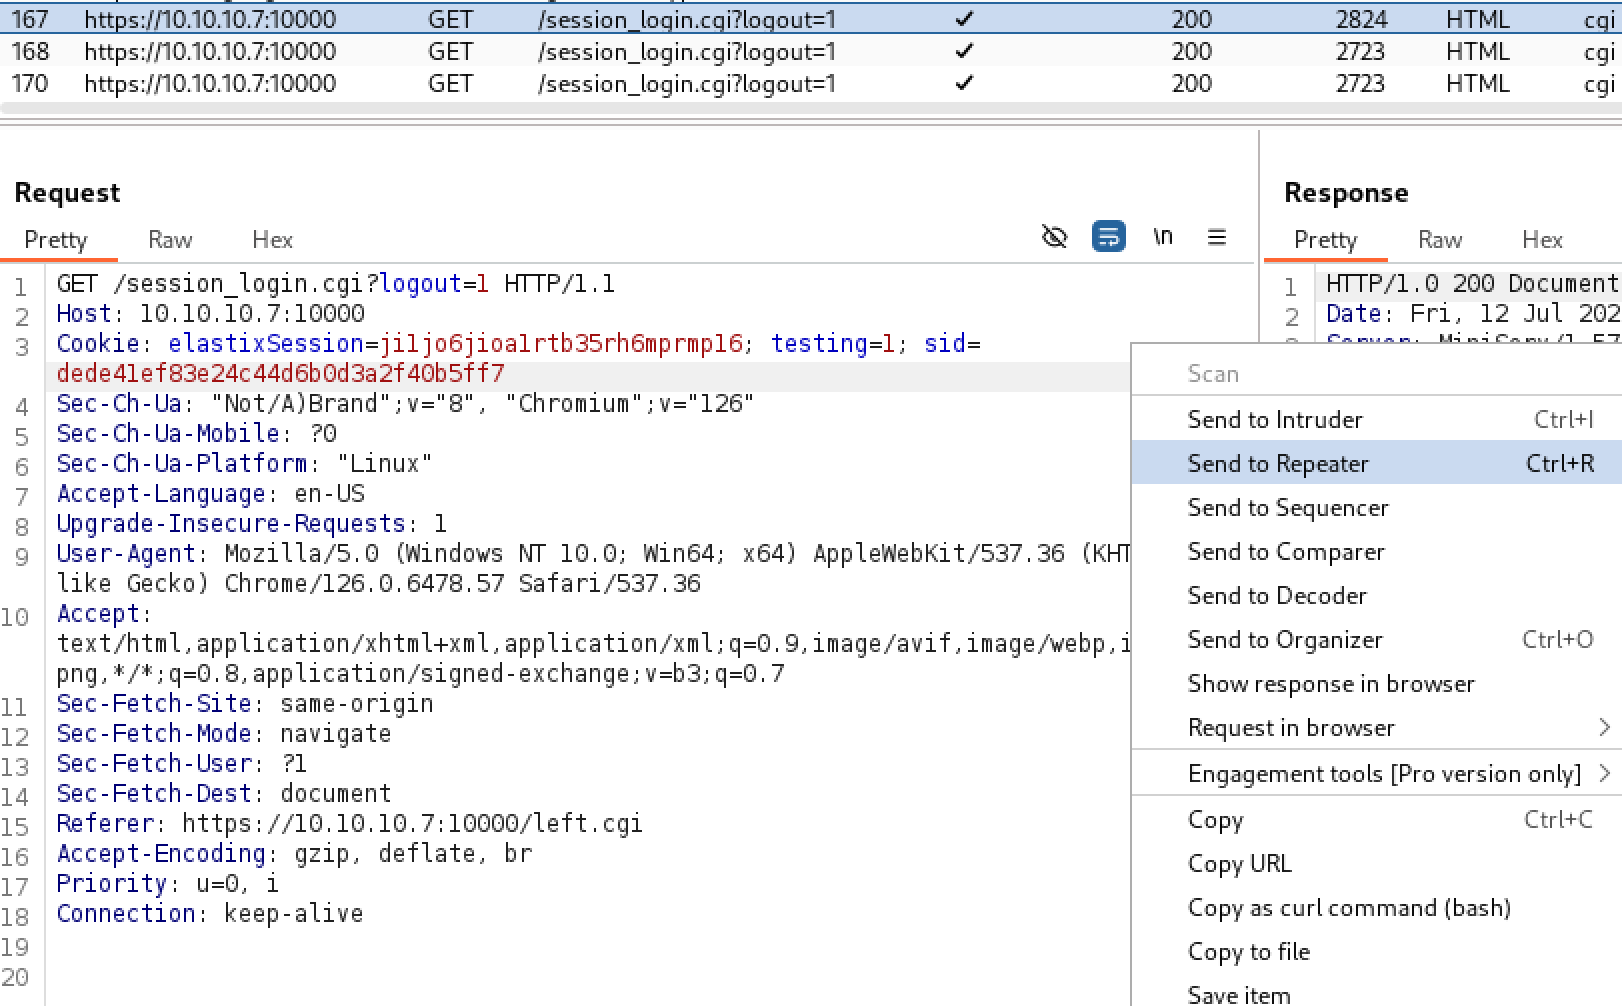 167 https://10.10.10.7:10000 GET /session_login.cgi?logout=1 ✓ 200 2824 HTML cgi
168 https://10.10.10.7:10000 GET /session_login.cgi?logout=1 ✓ 200 2723 HTML cgi
170 https://10.10.10.7:10000 GET /session_login.cgi?logout=1 ✓ 200 2723 HTML cgi
Request
Pretty Raw Hex
\n
1 GET /session_login.cgi?logout=1 HTTP/1.1
2 Host: 10.10.10.7:10000
3 Cookie: elastixSession=ji1jo6jioa1rtb35rh6mprmp16; testing=1; sid=
dede41ef83e24c44d6b0d3a2f40b5ff7
4 Sec-Ch-Ua: "Not/A)Brand";v="8", "Chromium";v="126"
5 Sec-Ch-Ua-Mobile: ?0
6 Sec-Ch-Ua-Platform: "Linux"
7 Accept-Language: en-US
8 Upgrade-Insecure-Requests: 1
9 User-Agent: Mozilla/5.0 (Windows NT 10.0; Win64; x64) AppleWebKit/537.36 (KHT
like Gecko) Chrome/126.0.6478.57 Safari/537.36
10 Accept:
text/html,application/xhtml+xml,application/xml;q=0.9,image/avif,image/webp,i
png,*/*;q=0.8,application/signed-exchange;v=b3;q=0.7
11 Sec-Fetch-Site: same-origin
12 Sec-Fetch-Mode: navigate
13 Sec-Fetch-User: ?1
14 Sec-Fetch-Dest: document
15 Referer: https://10.10.10.7:10000/left.cgi
16 Accept-Encoding: gzip, deflate, br
17 Priority: u=0, i
18 Connection: keep-alive
19
20
Response
Pretty Raw Hex
1 HTTP/1.0 200 Document
2 Date: Fri, 12 Jul 202
Scan
Send to Intruder Ctrl+I
Send to Repeater Ctrl+R
Send to Sequencer
Send to Comparer
Send to Decoder
Send to Organizer Ctrl+O
Show response in browser
Request in browser
Engagement tools [Pro version only]
Copy Ctrl+C
Copy URL
Copy as curl command (bash)
Copy to file
Save item